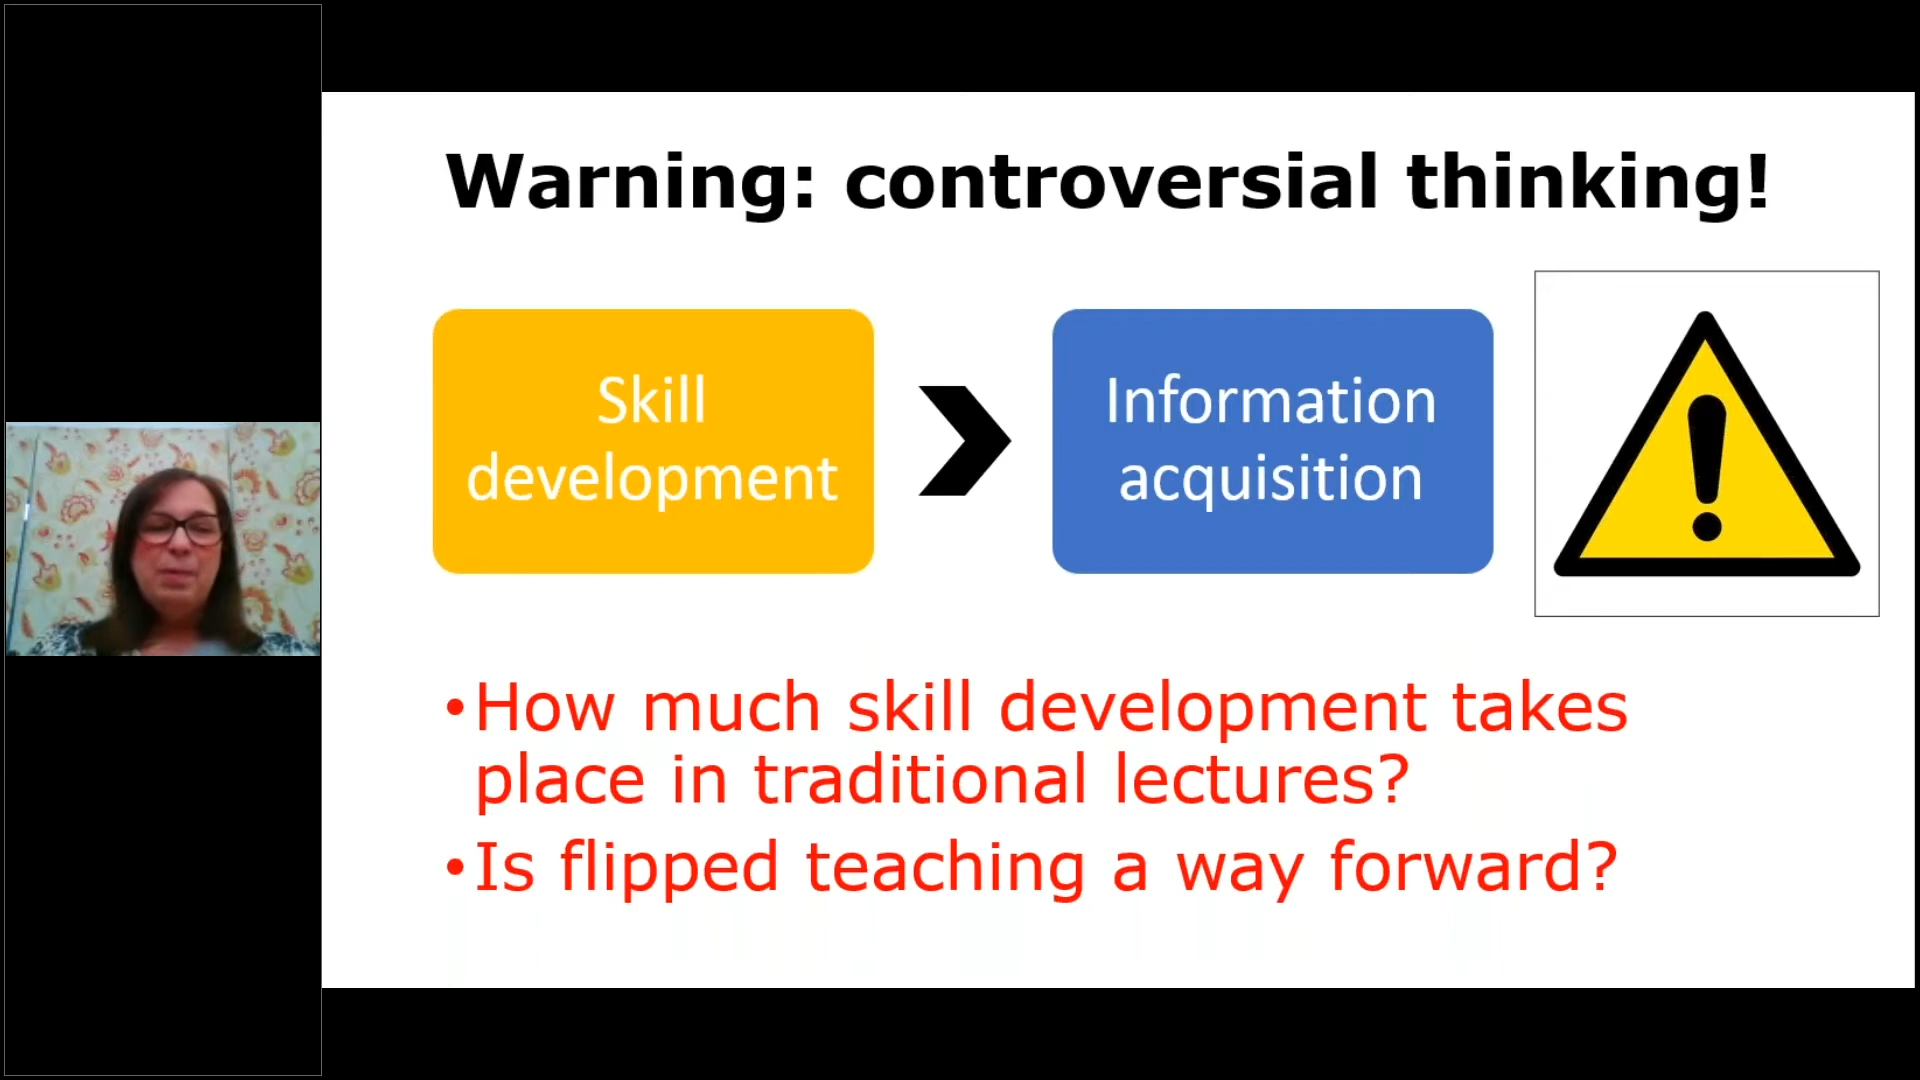 Warning: controversial thinking!
Skill
development
Information
acquisition
•How much skill development takes
place in traditional lectures?
•Is flipped teaching a way forward?